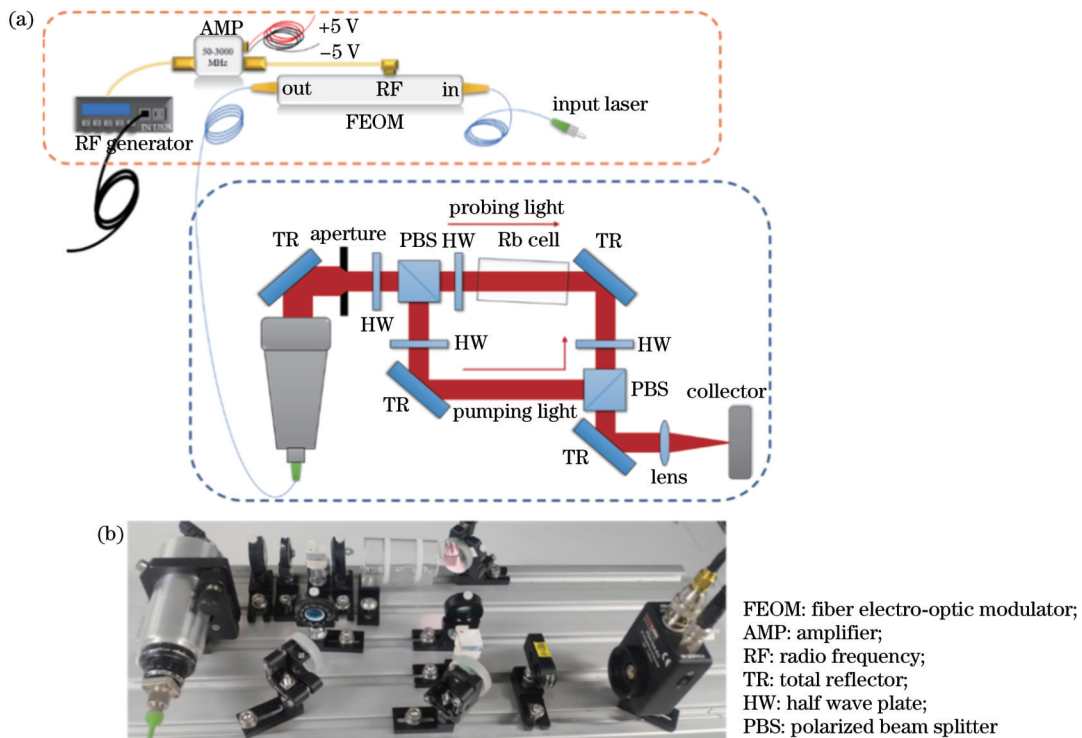 (a)
AMP
+5 V
−5 V
50-3000
MHz
out
RF
in
FEOM
input laser
IN USB
RF generator
probing light
TR
aperture
PBS
HW
Rb cell
TR
HW
HW
HW
TR
pumping light
PBS
collector
TR
lens
(b)
FEOM: fiber electro-optic modulator;
AMP: amplifier;
RF: radio frequency;
TR: total reflector;
HW: half wave plate;
PBS: polarized beam splitter